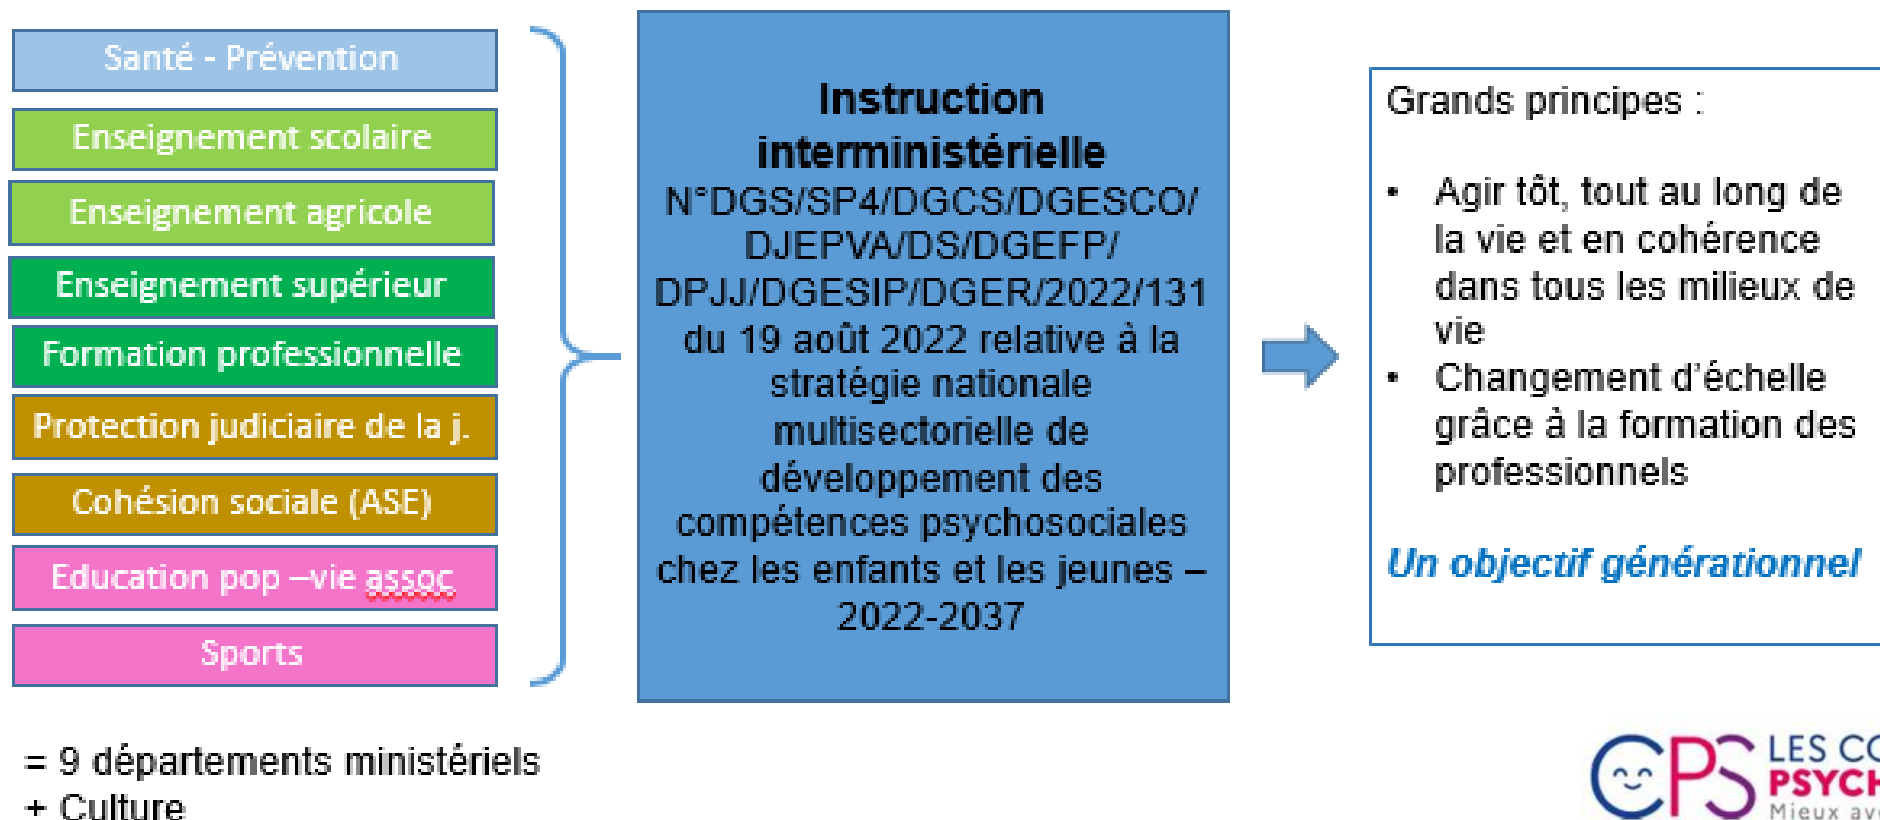 Santé - Prévention
Enseignement scolaire
Enseignement agricole
Enseignement supérieur
Formation professionnelle
Protection judiciaire de la j.
Cohésion sociale (ASE)
Education pop –vie assoc
Sports
= 9 départements ministériels
+ Culture
Instruction
interministérielle
N°DGS/SP4/DGCS/DGESCO/
DJEPVA/DS/DGEFP/
DPJJ/DGESIP/DGER/2022/131
du 19 août 2022 relative à la
stratégie nationale
multisectorielle de
développement des
compétences psychosociales
chez les enfants et les jeunes –
2022-2037
Grands principes :
• Agir tôt, tout au long de
la vie et en cohérence
dans tous les milieux de
vie
• Changement d'échelle
grâce à la formation des
professionnels
Un objectif générationnel
CPS
LES CO
PSYCH
Mieux ave